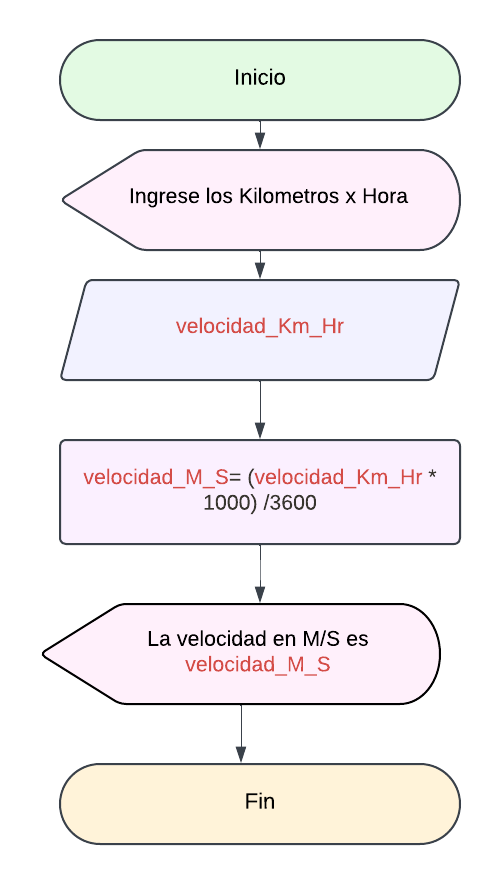 Inicio
Ingrese los Kilometros x Hora
velocidad_Km_Hr
velocidad_M_S= (velocidad_Km_Hr *
1000) /3600
La velocidad en M/S es
velocidad_M_S
Fin